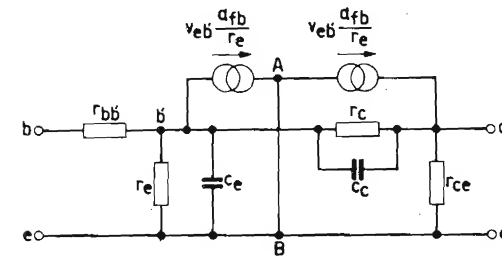 v_eb' a_fb/r_e v_eb' a_fb/r_e
A
r_bb' r_c
b b'
c_c
r_e c_e r_ce
e B